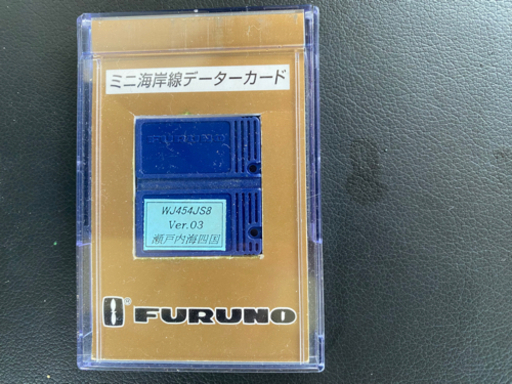 ミニ海岸線データーカード
FURUNO
WJ454JS8
Ver.03
瀬戸内海四国
® FURUNO